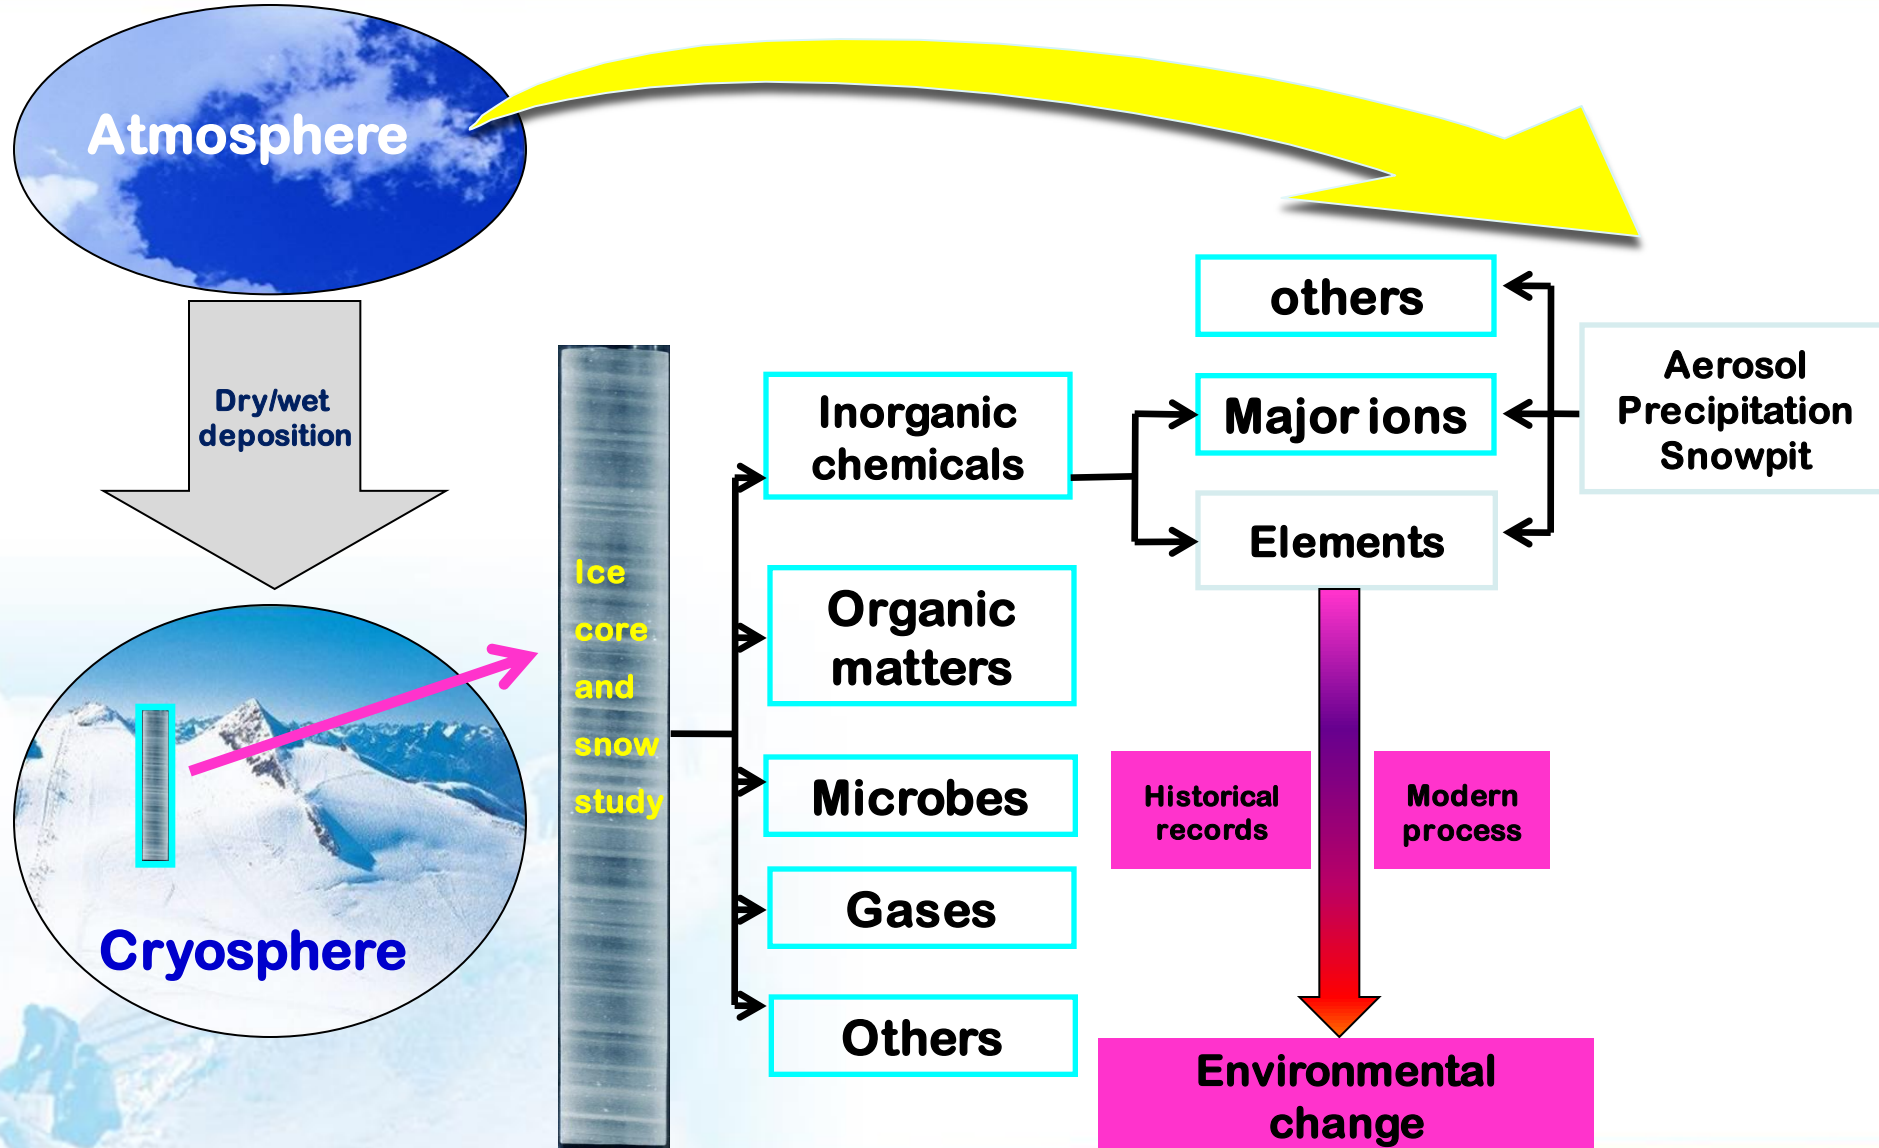 Atmosphere
Dry/wet
deposition
Cryosphere
Ice
core
and
snow
study
Inorganic
chemicals
Organic
matters
Microbes
Gases
Others
others
Major ions
Elements
Aerosol
Precipitation
Snowpit
Historical
records
Modern
process
Environmental
change